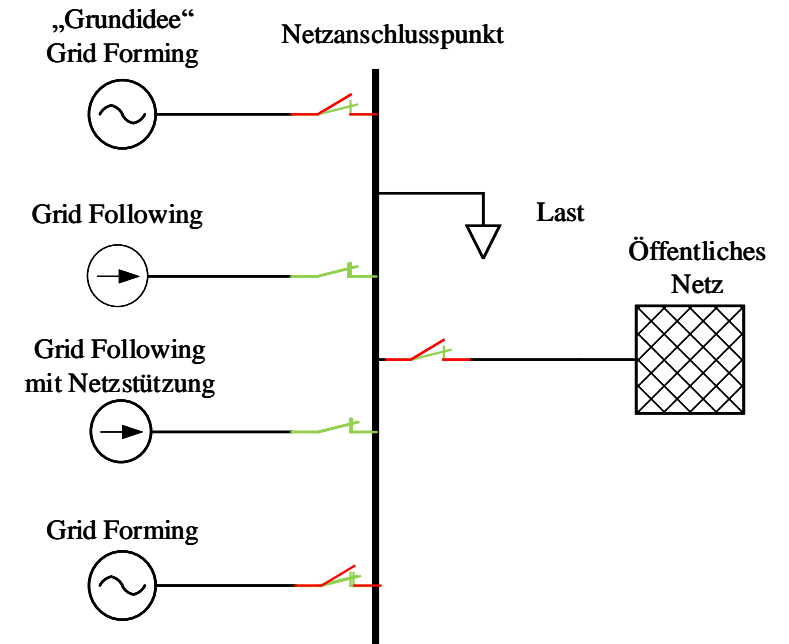 „Grundidee“
Grid Forming
Netzanschlusspunkt
Grid Following
Last
Öffentliches
Netz
Grid Following
mit Netzstützung
Grid Forming